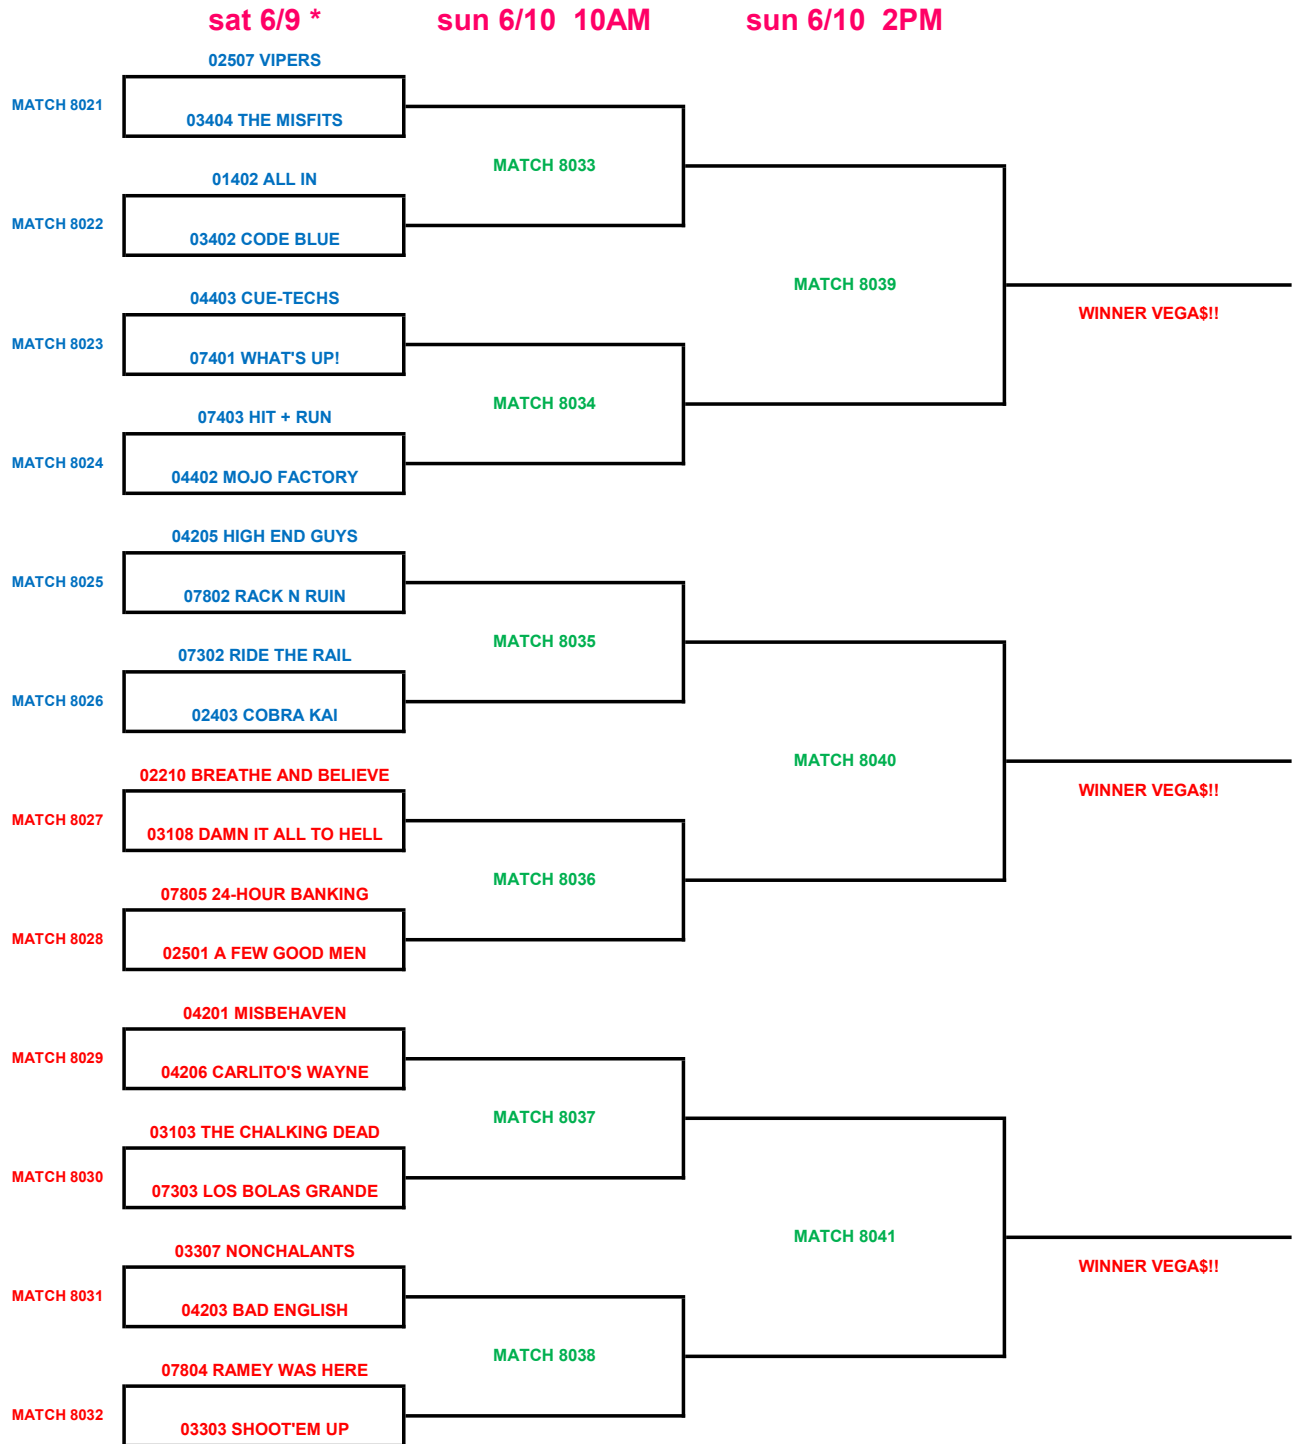 sat 6/9 *
sun 6/10  10AM
sun 6/10  2PM
02507 VIPERS
MATCH 8021
03404 THE MISFITS
MATCH 8033
01402 ALL IN
MATCH 8022
03402 CODE BLUE
MATCH 8039
04403 CUE-TECHS
WINNER VEGA$!!
MATCH 8023
07401 WHAT'S UP!
MATCH 8034
07403 HIT + RUN
MATCH 8024
04402 MOJO FACTORY
04205 HIGH END GUYS
MATCH 8025
07802 RACK N RUIN
MATCH 8035
07302 RIDE THE RAIL
MATCH 8026
02403 COBRA KAI
MATCH 8040
02210 BREATHE AND BELIEVE
WINNER VEGA$!!
MATCH 8027
03108 DAMN IT ALL TO HELL
MATCH 8036
07805 24-HOUR BANKING
MATCH 8028
02501 A FEW GOOD MEN
04201 MISBEHAVEN
MATCH 8029
04206 CARLITO'S WAYNE
MATCH 8037
03103 THE CHALKING DEAD
MATCH 8030
07303 LOS BOLAS GRANDE
MATCH 8041
03307 NONCHALANTS
WINNER VEGA$!!
MATCH 8031
04203 BAD ENGLISH
MATCH 8038
07804 RAMEY WAS HERE
MATCH 8032
03303 SHOOT'EM UP